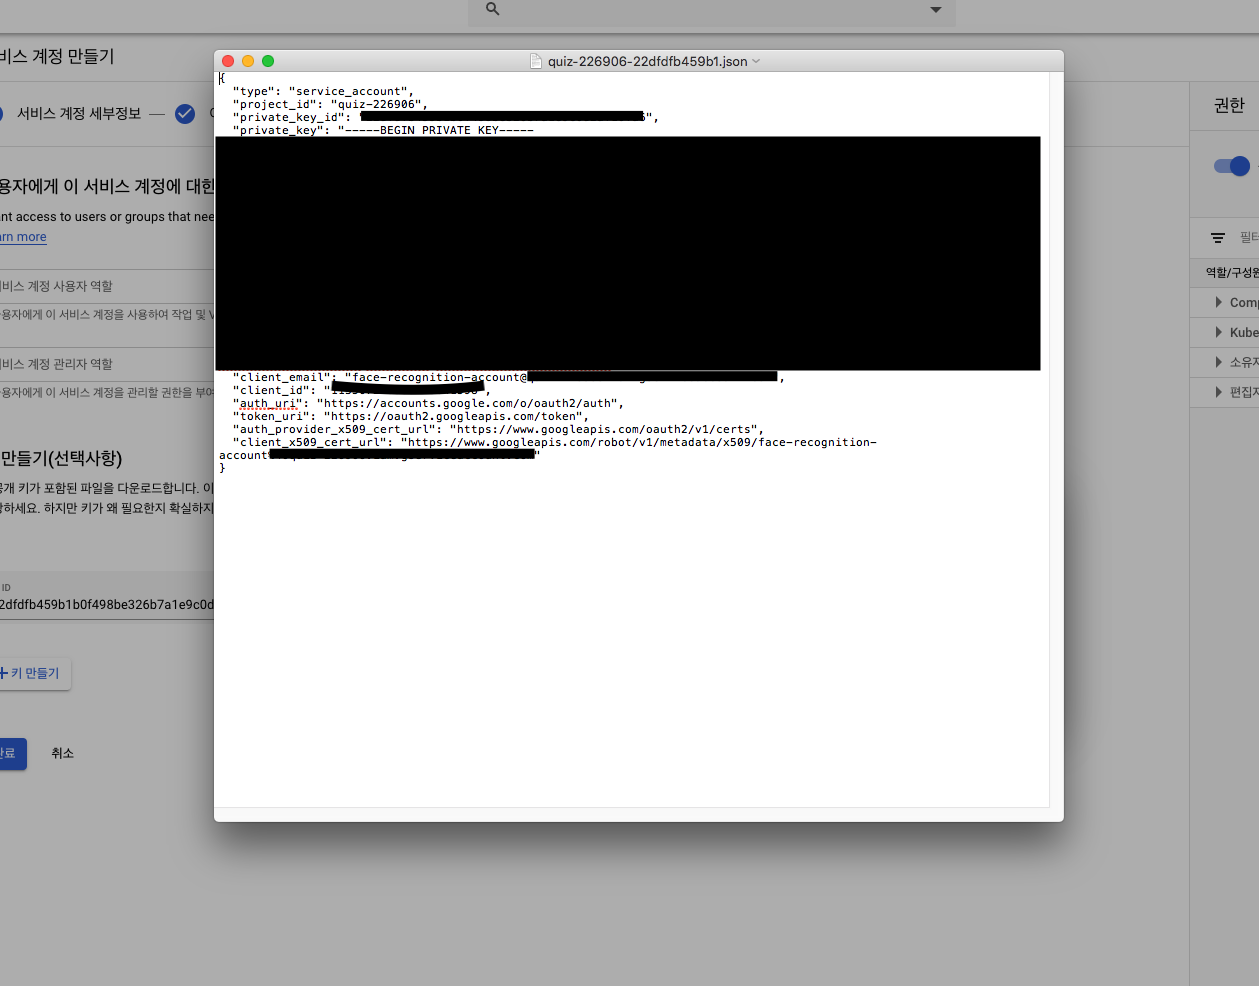 비스 계정 만들기
quiz-226906-22dfdfb459b1.json
서비스 계정 세부정보
권한
{
"type": "service_account",
"project_id": "quiz-226906",
"private_key_id": "
",
"private_key": "-----BEGIN PRIVATE KEY-----
용자에게 이 서비스 계정에 대한
nt access to users or groups that nee
rn more
비스 계정 사용자 역할
용자에게 이 서비스 계정을 사용하여 작업 및 V
비스 계정 관리자 역할
용자에게 이 서비스 계정을 관리할 권한을 부여
"client_email": "face-recognition-account@
,
"client_id": "
",
"auth_uri": "https://accounts.google.com/o/oauth2/auth",
"token_uri": "https://oauth2.googleapis.com/token",
"auth_provider_x509_cert_url": "https://www.googleapis.com/oauth2/v1/certs",
"client_x509_cert_url": "https://www.googleapis.com/robot/v1/metadata/x509/face-recognition-
account
"
}
만들기(선택사항)
공개 키가 포함된 파일을 다운로드합니다. 이
하세요. 하지만 키가 왜 필요한지 확실하지
ID
2dfdfb459b1b0f498be326b7a1e9c0d
+ 키 만들기
완료
취소
필터
역할/구성원
Comp
Kube
소유자
편집자